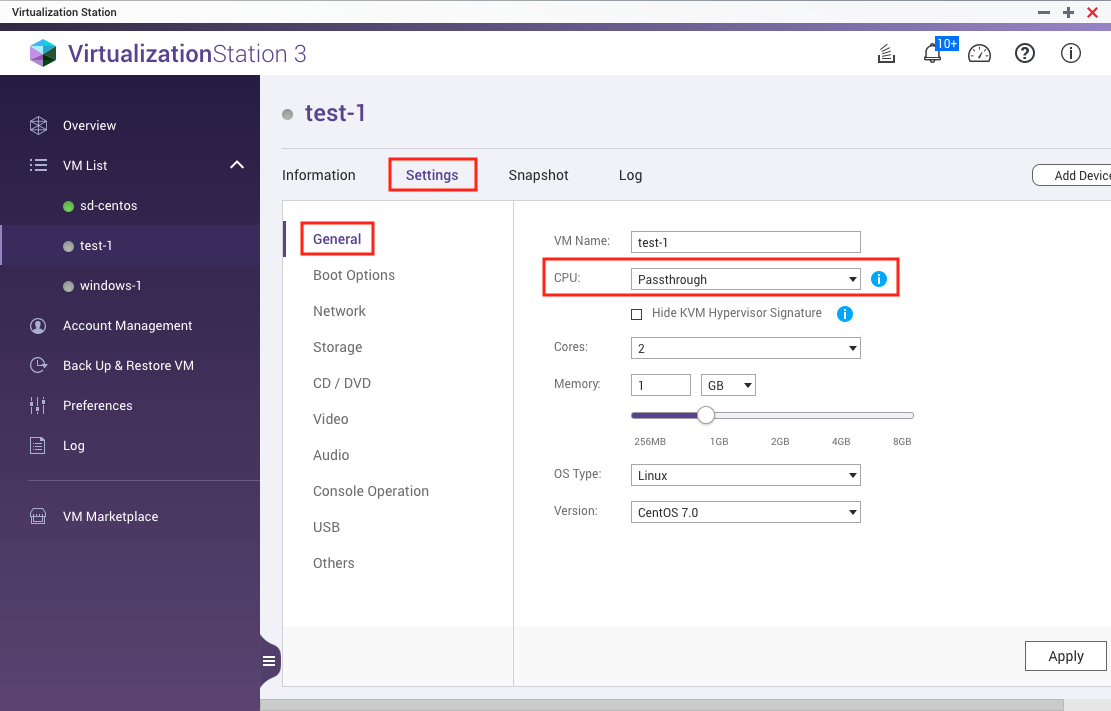 Virtualization Station
VirtualizationStation 3
10+
Overview
VM List
sd-centos
test-1
windows-1
Account Management
Back Up & Restore VM
Preferences
Log
VM Marketplace
test-1
Information Settings Snapshot Log
Add Device
General
Boot Options
Network
Storage
CD / DVD
Video
Audio
Console Operation
USB
Others
VM Name: test-1
CPU: Passthrough
Hide KVM Hypervisor Signature
Cores: 2
Memory: 1 GB
256MB 1GB 2GB 4GB 8GB
OS Type: Linux
Version: CentOS 7.0
Apply